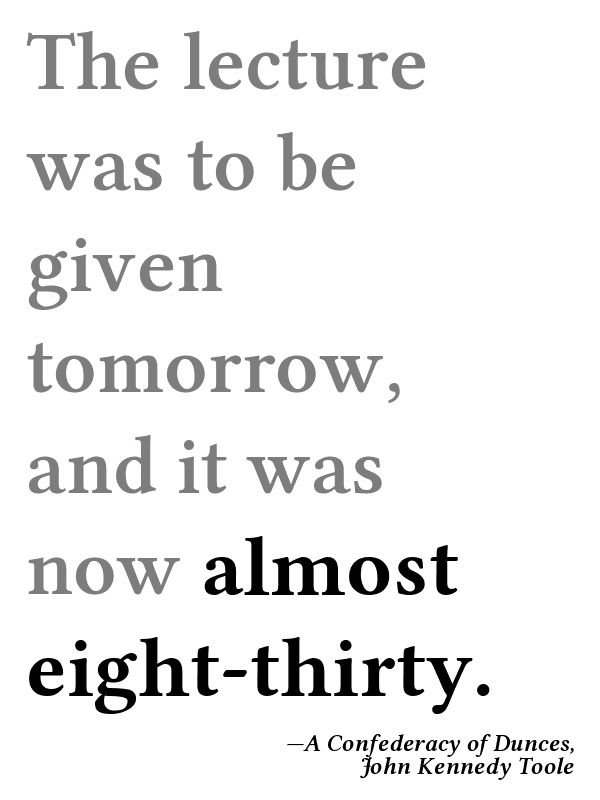 The lecture
was to be
given
tomorrow,
and it was
now almost
eight-thirty.
—A Confederacy of Dunces,
John Kennedy Toole